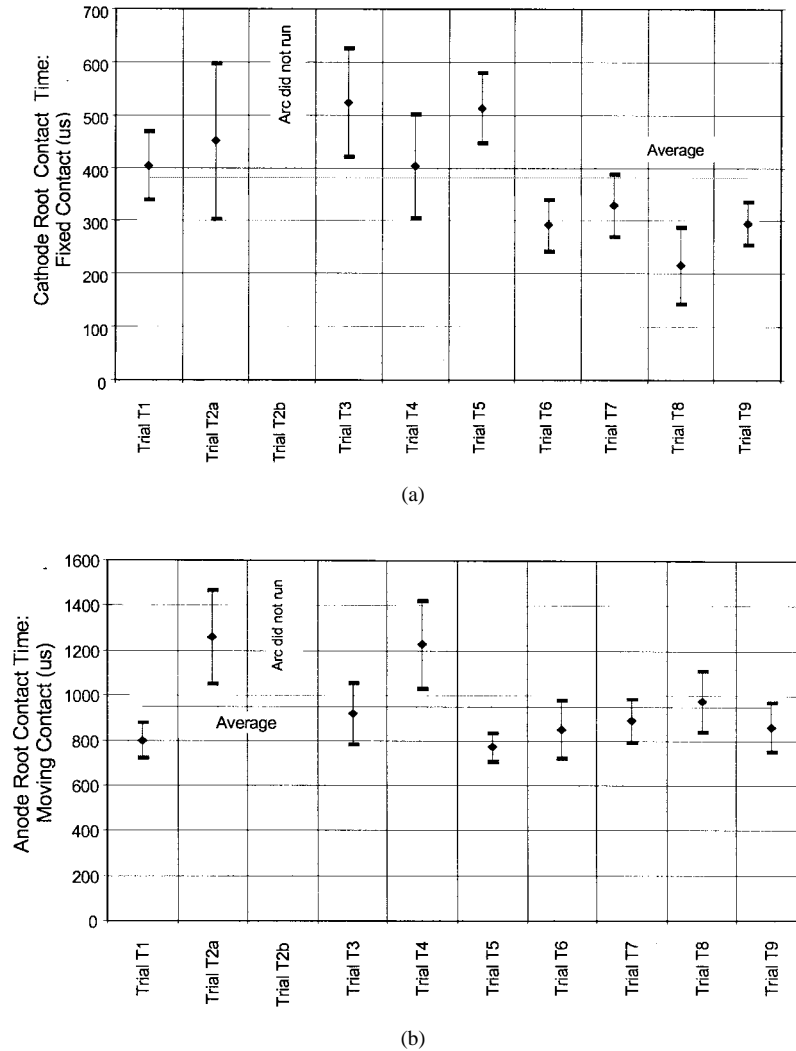 700
600
500
400
300
200
100
0
Cathode Root Contact Time:
Fixed Contact (us)
Arc did not run
Average
Trial T1
Trial T2a
Trial T2b
Trial T3
Trial T4
Trial T5
Trial T6
Trial T7
Trial T8
Trial T9
(a)
1600
1400
1200
1000
800
600
400
200
0
Anode Root Contact Time:
Moving Contact (us)
Arc did not run
Average
Trial T1
Trial T2a
Trial T2b
Trial T3
Trial T4
Trial T5
Trial T6
Trial T7
Trial T8
Trial T9
(b)